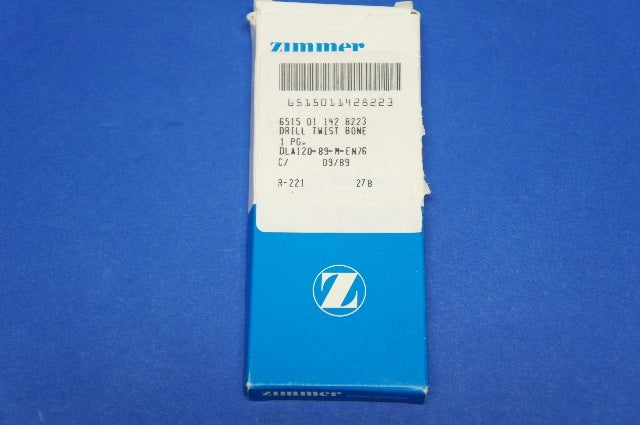 zimmer
6515011428223
6515 01 142 8223
DRILL TWIST BONE
1 PG.
DLA120-89-M-EN76
C/ 09/89
R-221 27B
Z
zimmer